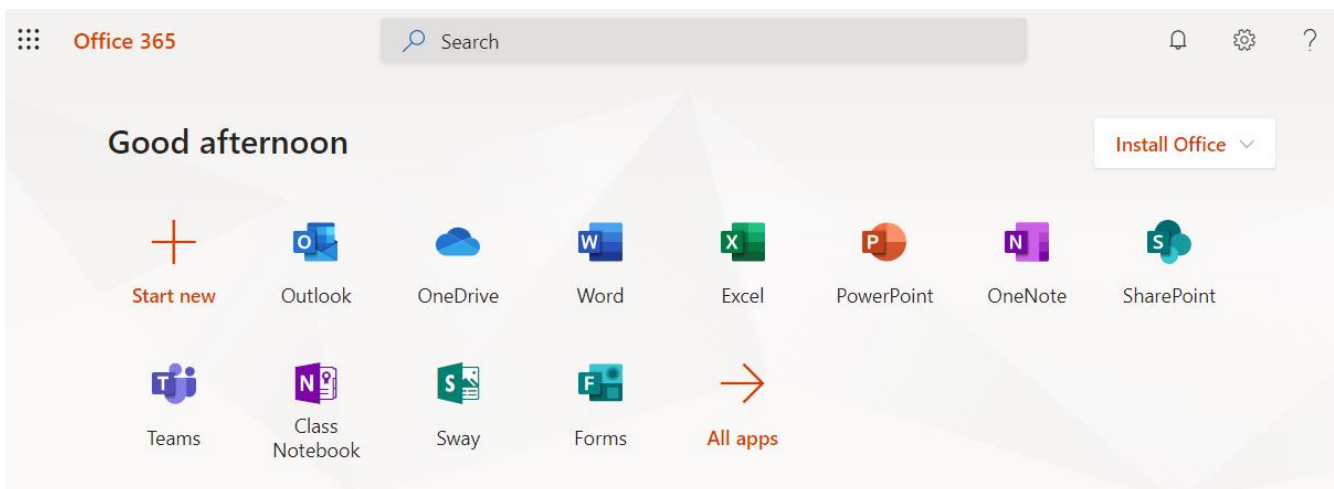 Office 365
Search
?
Good afternoon
Install Office
Start new
Outlook
OneDrive
Word
Excel
PowerPoint
OneNote
SharePoint
Teams
Class
Notebook
Sway
Forms
All apps